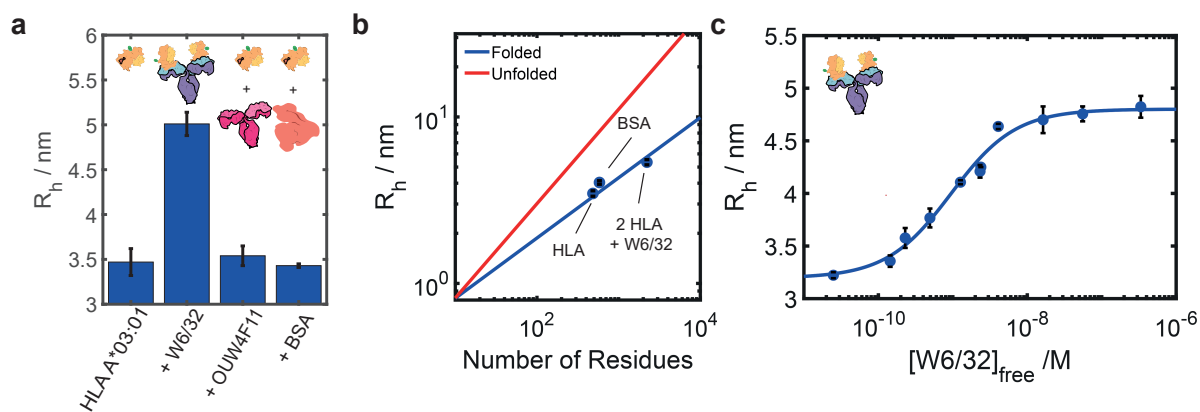 a
6
5.5
5
4.5
4
3.5
3
R_h / nm
+
+
HLA A*03:01
+ W6/32
+ OUW4F11
+ BSA
b
Folded
Unfolded
10^1
10^0
R_h / nm
BSA
HLA
2 HLA
+ W6/32
10^2
10^4
Number of Residues
c
5.5
5
4.5
4
3.5
3
R_h / nm
10^-10
10^-8
10^-6
[W6/32]_free /M